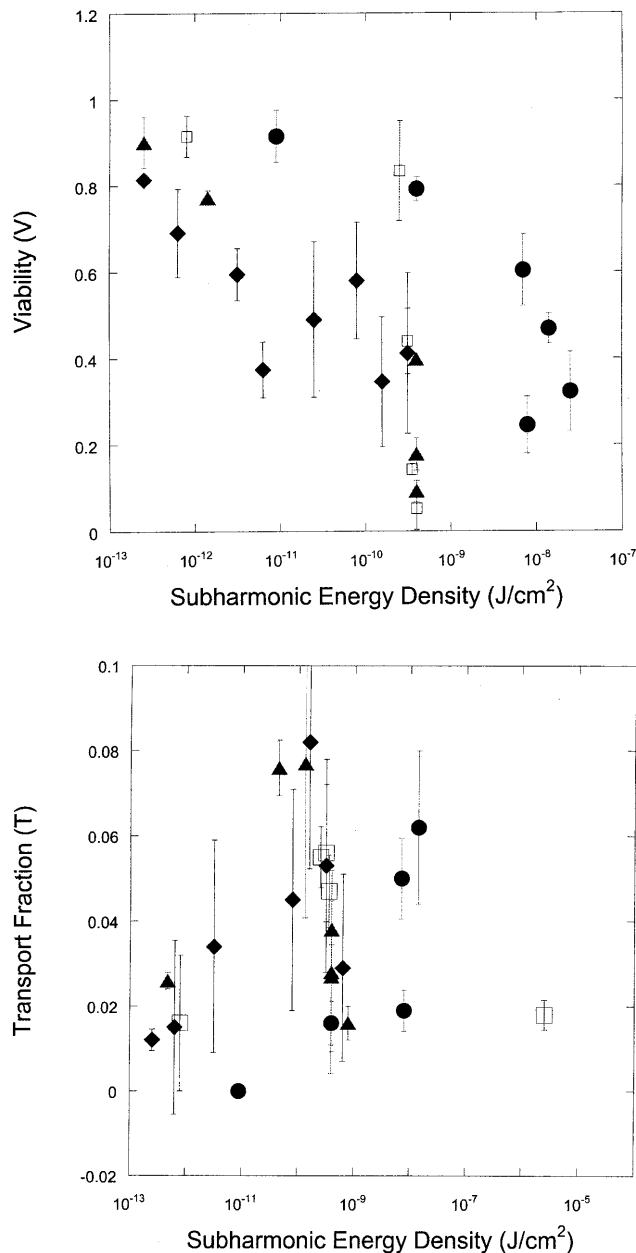 1.2
1
0.8
0.6
0.4
0.2
0
Viability (V)
10⁻¹³ 10⁻¹² 10⁻¹¹ 10⁻¹⁰ 10⁻⁹ 10⁻⁸ 10⁻⁷
Subharmonic Energy Density (J/cm²)
0.1
0.08
0.06
0.04
0.02
0
-0.02
Transport Fraction (T)
10⁻¹³ 10⁻¹¹ 10⁻⁹ 10⁻⁷ 10⁻⁵
Subharmonic Energy Density (J/cm²)